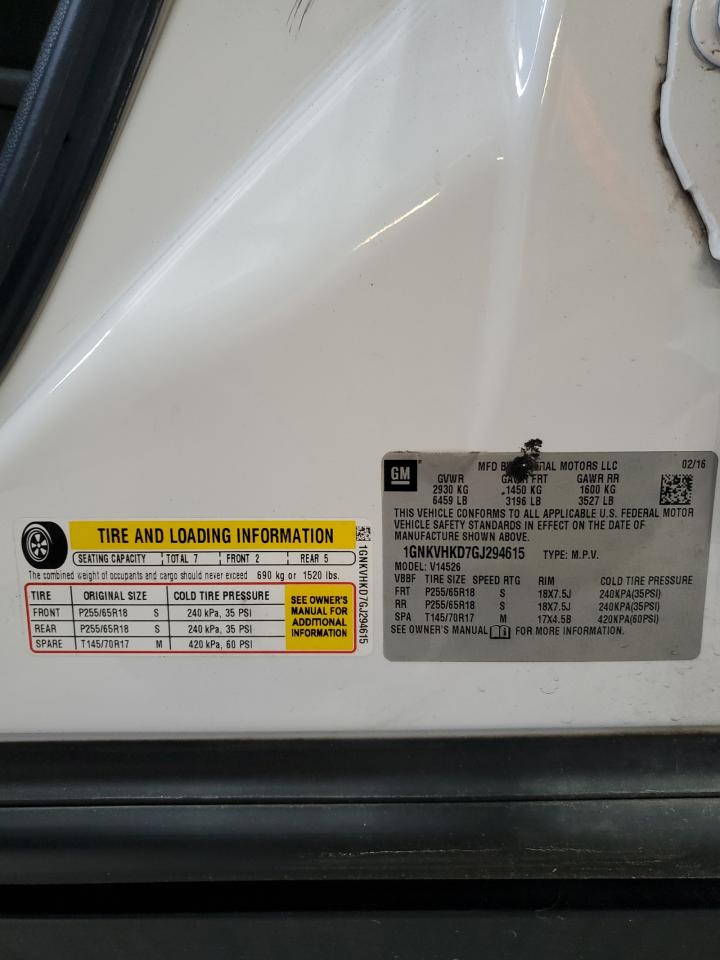 TIRE AND LOADING INFORMATION
SEATING CAPACITY TOTAL 7 FRONT 2 REAR 5
The combined weight of occupants and cargo should never exceed 690 kg or 1520 lbs.
TIRE ORIGINAL SIZE COLD TIRE PRESSURE
FRONT P255/65R18 S 240 kPa, 35 PSI
REAR P255/65R18 S 240 kPa, 35 PSI
SPARE T145/70R17 M 420 kPa, 60 PSI
SEE OWNER'S
MANUAL FOR
ADDITIONAL
INFORMATION
1GNKVHKD7GJ294615
GM
MFD BY LLC 02/16
GVWR GAWR FRT GAWR RR
2930 KG 1450 KG 1600 KG
6459 LB 3196 LB 3527 LB
THIS VEHICLE CONFORMS TO ALL APPLICABLE U.S. FEDERAL MOTOR
VEHICLE SAFETY STANDARDS IN EFFECT ON THE DATE OF
MANUFACTURE SHOWN ABOVE.
1GNKVHKD7GJ294615 TYPE: M.P.V.
MODEL: V14526
VBBF TIRE SIZE SPEED RTG RIM COLD TIRE PRESSURE
FRT P255/65R18 S 18X7.5J 240KPA(35PSI)
RR P255/65R18 S 18X7.5J 240KPA(35PSI)
SPA T145/70R17 M 17X4.5B 420KPA(60PSI)
SEE OWNER'S MANUAL FOR MORE INFORMATION.